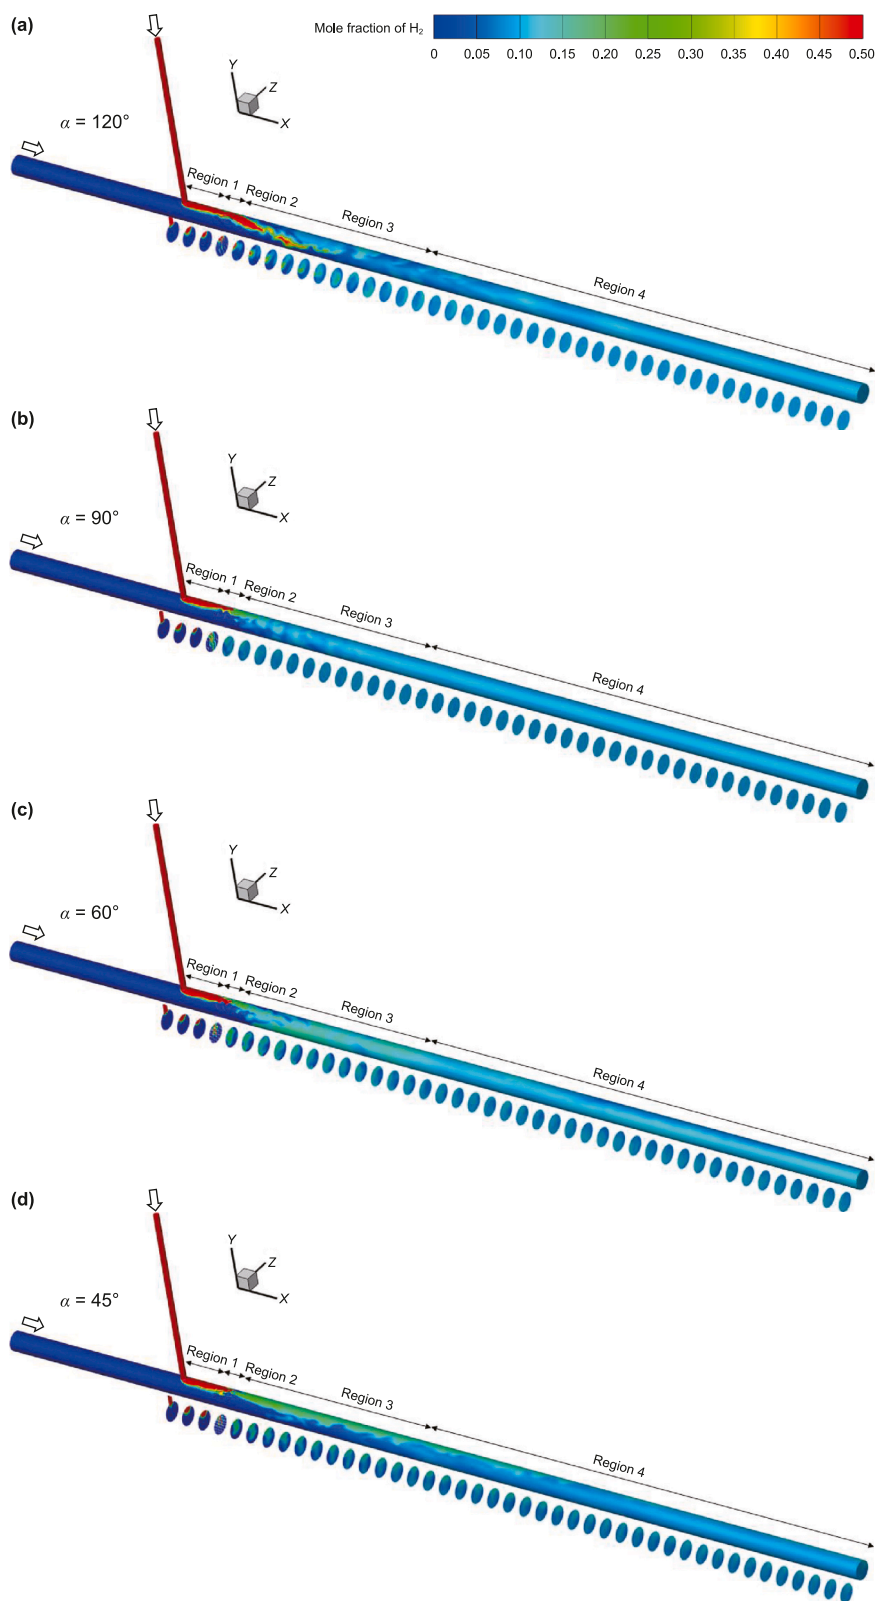 (a)
Mole fraction of H₂
0 0.05 0.10 0.15 0.20 0.25 0.30 0.35 0.40 0.45 0.50
Y
Z
X
α = 120°
Region 1
Region 2
Region 3
Region 4
(b)
Y
Z
X
α = 90°
Region 1
Region 2
Region 3
Region 4
(c)
Y
Z
X
α = 60°
Region 1
Region 2
Region 3
Region 4
(d)
Y
Z
X
α = 45°
Region 1
Region 2
Region 3
Region 4